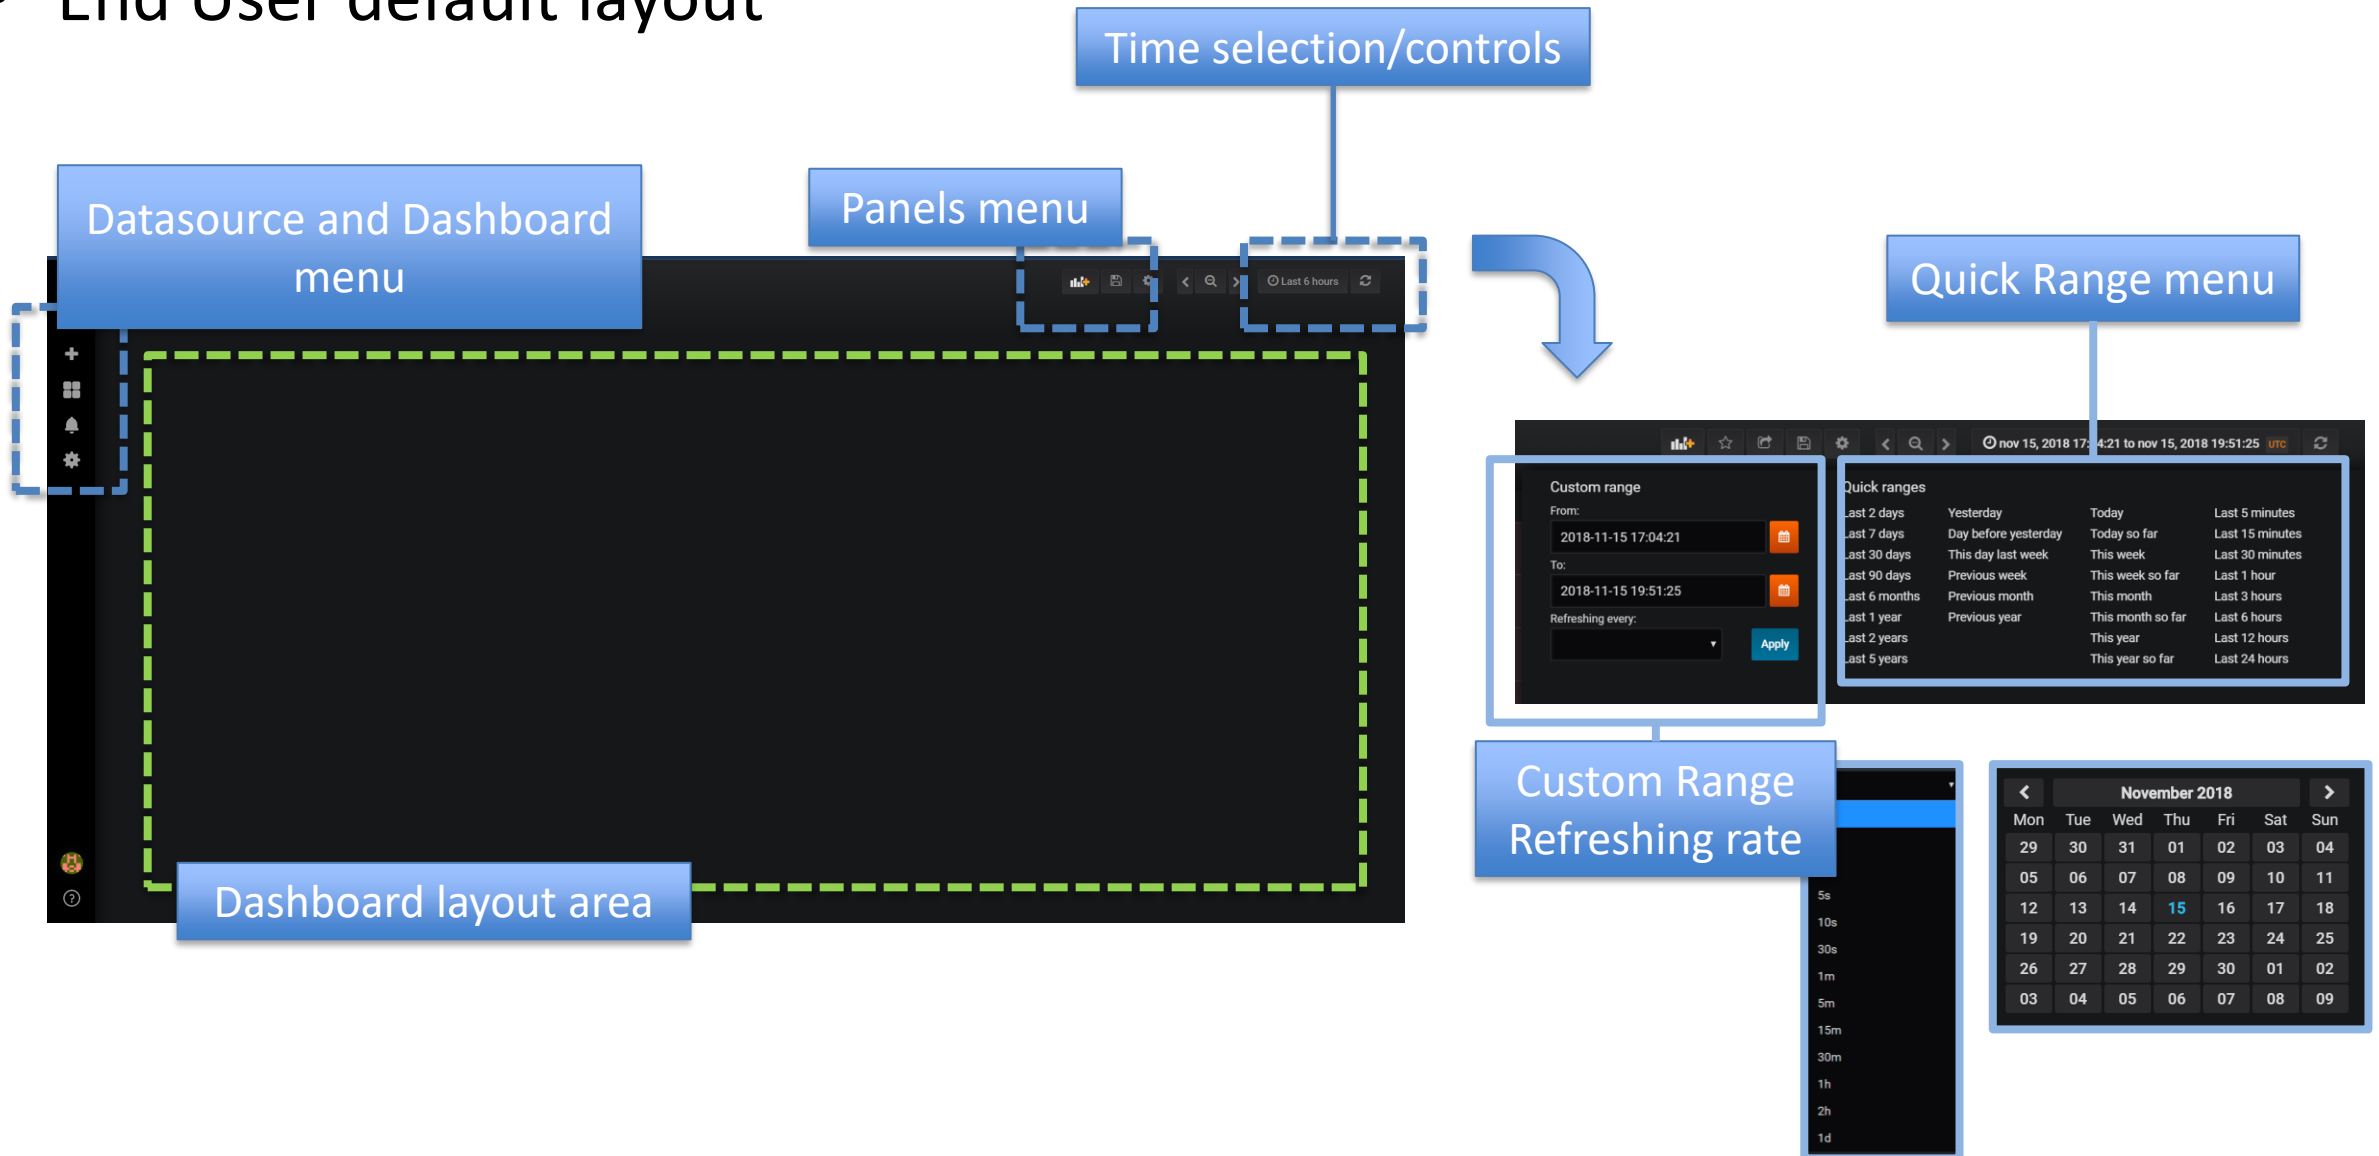 End User default layout
Time selection/controls
Datasource and Dashboard
menu
Panels menu
Last 6 hours
Dashboard layout area
Quick Range menu
nov 15, 2018 17: 4:21 to nov 15, 2018 19:51:25 UTC
Custom range
From:
2018-11-15 17:04:21
To:
2018-11-15 19:51:25
Refreshing every:
Apply
Quick ranges
Last 2 days Yesterday Today Last 5 minutes
Last 7 days Day before yesterday Today so far Last 15 minutes
Last 30 days This day last week This week Last 30 minutes
Last 90 days Previous week This week so far Last 1 hour
Last 6 months Previous month This month Last 3 hours
Last 1 year Previous year This month so far Last 6 hours
Last 2 years This year Last 12 hours
Last 5 years This year so far Last 24 hours
Custom Range
Refreshing rate
5s
10s
30s
1m
5m
15m
30m
1h
2h
1d
November 2018
Mon Tue Wed Thu Fri Sat Sun
29 30 31 01 02 03 04
05 06 07 08 09 10 11
12 13 14 15 16 17 18
19 20 21 22 23 24 25
26 27 28 29 30 01 02
03 04 05 06 07 08 09